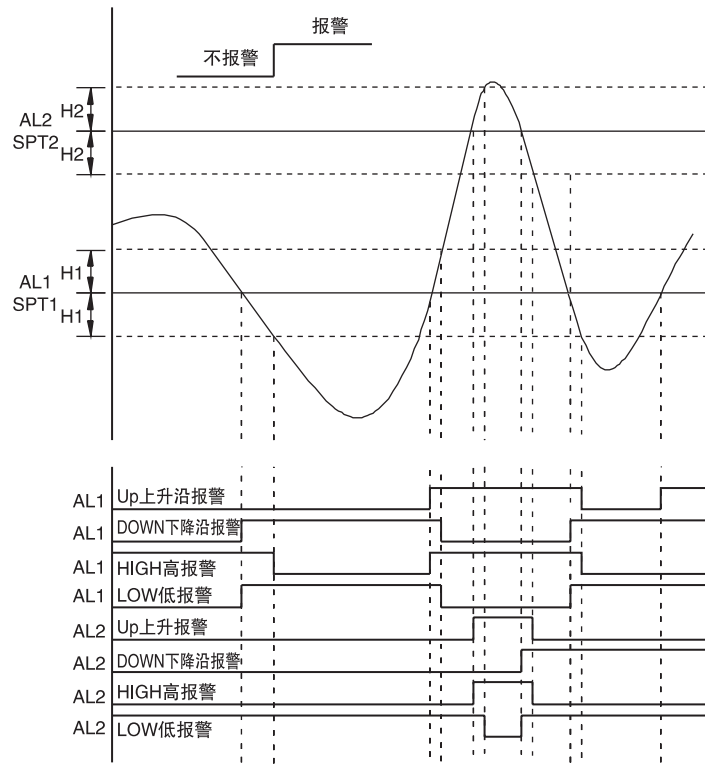 报警
不报警
H2
AL2
SPT2
H2
H1
AL1
SPT1
H1
AL1 Up上升沿报警
AL1 DOWN下降沿报警
AL1 HIGH高报警
AL1 LOW低报警
AL2 Up上升报警
AL2 DOWN下降沿报警
AL2 HIGH高报警
AL2 LOW低报警